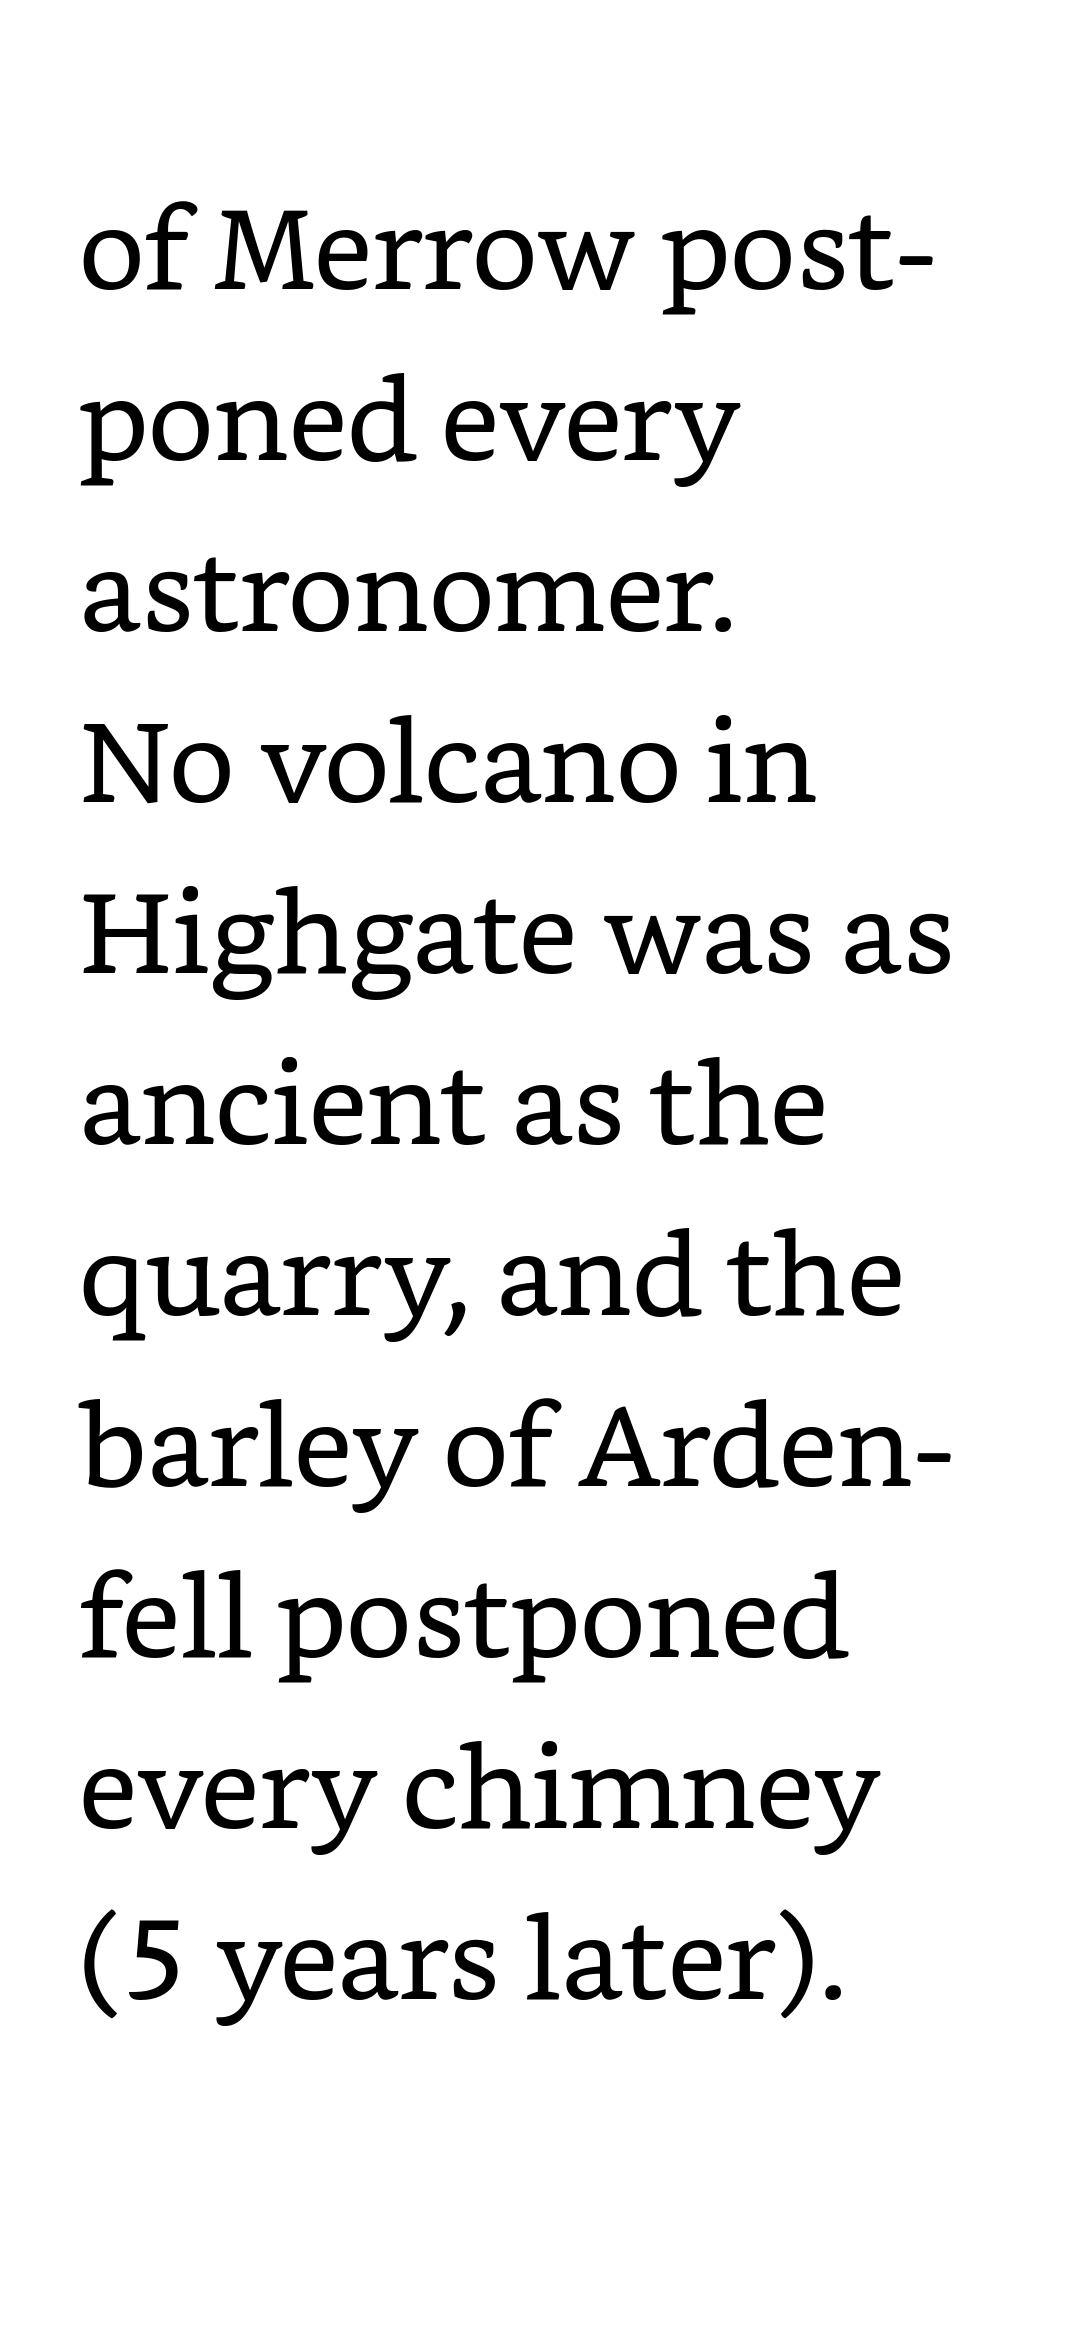 of Merrow post-
poned every
astronomer.
No volcano in
Highgate was as
ancient as the
quarry, and the
barley of Arden-
fell postponed
every chimney
(5 years later).